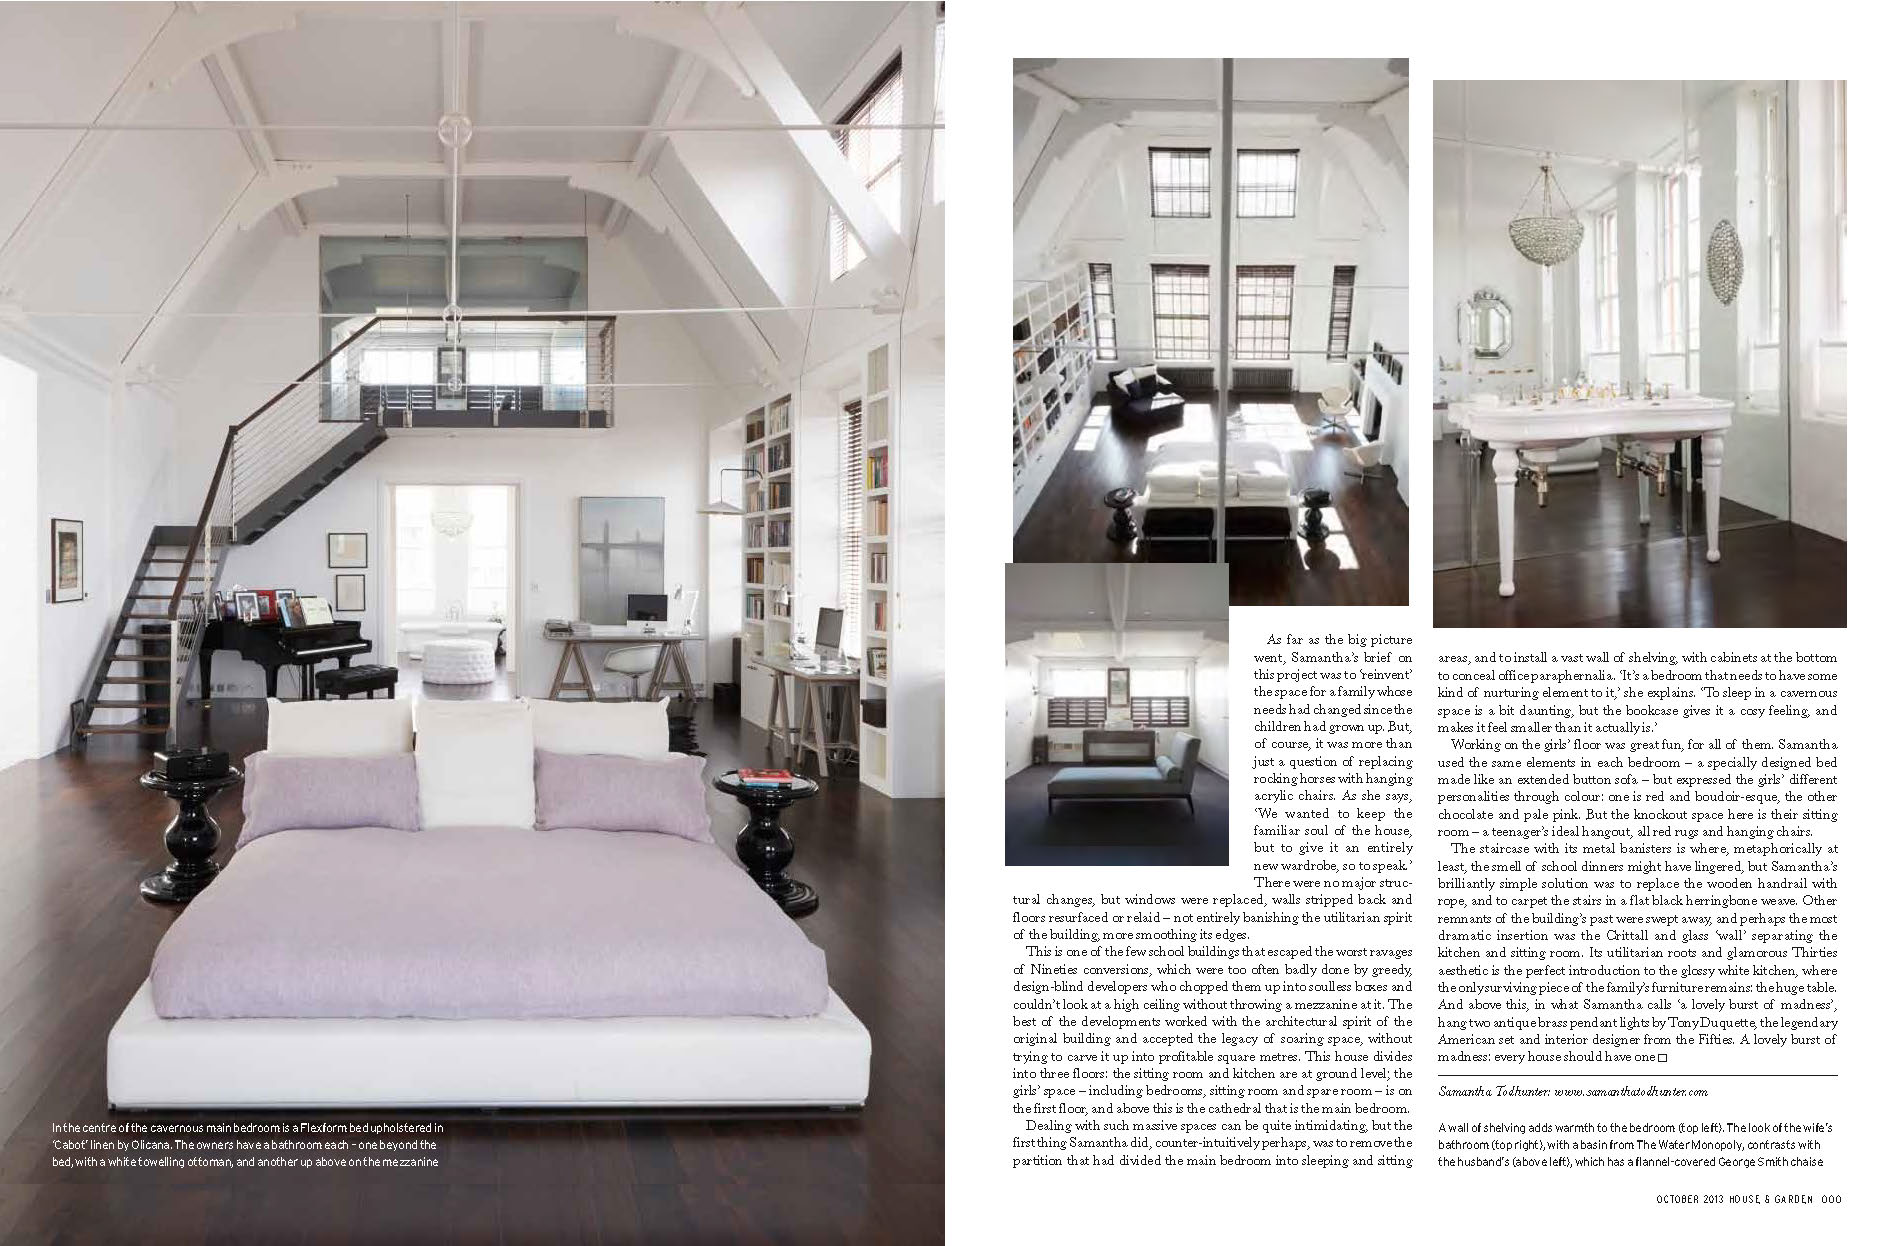 In the centre of the cavernous main bedroom is a Flexform bed upholstered in
'Cabot' linen by Olicana. The owners have a bathroom each – one beyond the
bed, with a white towelling ottoman, and another up above on the mezzanine
As far as the big picture
went, Samantha's brief on
this project was to 'reinvent'
the space for a family whose
needs had changed since the
children had grown up. But,
of course, it was more than
just a question of replacing
rocking horses with hanging
acrylic chairs. As she says,
'We wanted to keep the
familiar soul of the house,
but to give it an entirely
new wardrobe, so to speak.'
There were no major struc-
tural changes, but windows were replaced, walls stripped back and
floors resurfaced or relaid – not entirely banishing the utilitarian spirit
of the building, more smoothing its edges.
This is one of the few school buildings that escaped the worst ravages
of Nineties conversions, which were too often badly done by greedy,
design-blind developers who chopped them up into soulless boxes and
couldn't look at a high ceiling without throwing a mezzanine at it. The
best of the developments worked with the architectural spirit of the
original building and accepted the legacy of soaring space, without
trying to carve it up into profitable square metres. This house divides
into three floors: the sitting room and kitchen are at ground level; the
girls' space – including bedrooms, sitting room and spare room – is on
the first floor, and above this is the cathedral that is the main bedroom.
Dealing with such massive spaces can be quite intimidating, but the
first thing Samantha did, counter-intuitively perhaps, was to remove the
partition that had divided the main bedroom into sleeping and sitting
areas, and to install a vast wall of shelving, with cabinets at the bottom
to conceal office paraphernalia. 'It's a bedroom that needs to have some
kind of nurturing element to it,' she explains. 'To sleep in a cavernous
space is a bit daunting, but the bookcase gives it a cosy feeling, and
makes it feel smaller than it actually is.'
Working on the girls' floor was great fun, for all of them. Samantha
used the same elements in each bedroom – a specially designed bed
made like an extended button sofa – but expressed the girls' different
personalities through colour: one is red and boudoir-esque, the other
chocolate and pale pink. But the knockout space here is their sitting
room – a teenager's ideal hangout, all red rugs and hanging chairs.
The staircase with its metal banisters is where, metaphorically at
least, the smell of school dinners might have lingered, but Samantha's
brilliantly simple solution was to replace the wooden handrail with
rope, and to carpet the stairs in a flat black herringbone weave. Other
remnants of the building's past were swept away, and perhaps the most
dramatic insertion was the Crittall and glass 'wall' separating the
kitchen and sitting room. Its utilitarian roots and glamorous Thirties
aesthetic is the perfect introduction to the glossy white kitchen, where
the only surviving piece of the family's furniture remains: the huge table.
And above this, in what Samantha calls 'a lovely burst of madness',
hang two antique brass pendant lights by Tony Duquette, the legendary
American set and interior designer from the Fifties. A lovely burst of
madness: every house should have one □
Samantha Todhunter: www.samanthatodhunter.com
A wall of shelving adds warmth to the bedroom (top left). The look of the wife's
bathroom (top right), with a basin from The Water Monopoly, contrasts with
the husband's (above left), which has a flannel-covered George Smith chaise
OCTOBER 2013 HOUSE & GARDEN 000